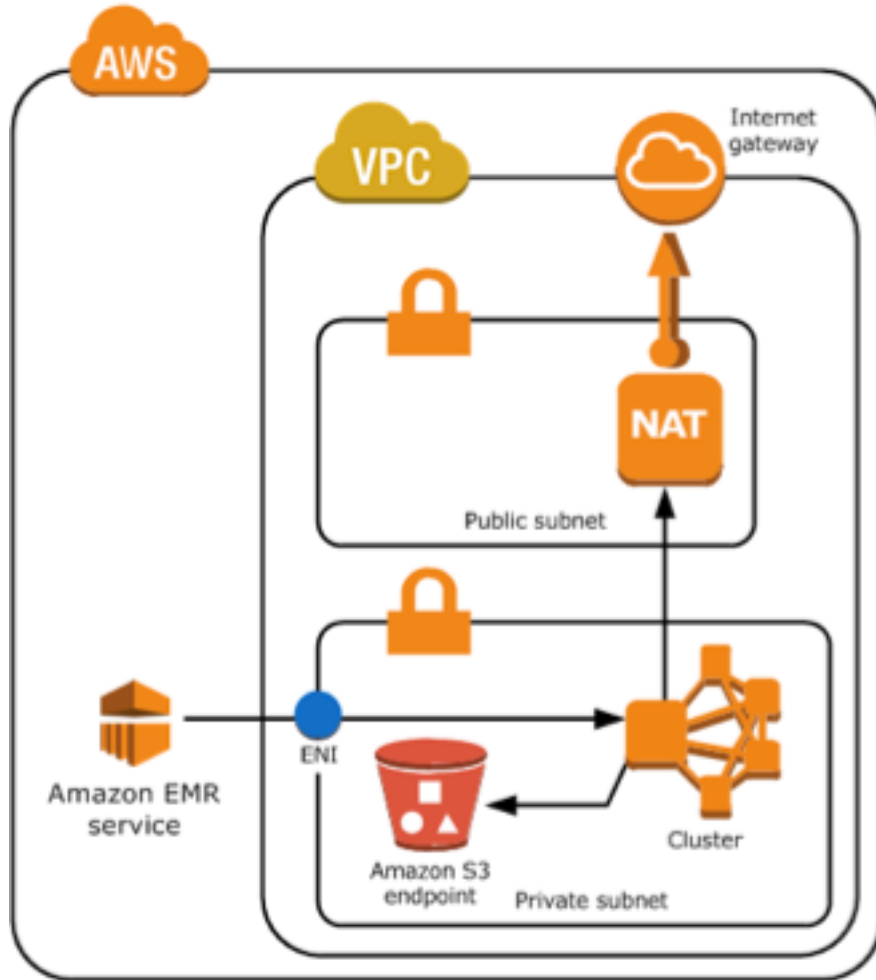 AWS
VPC
Internet
gateway
NAT
Public subnet
ENI
Amazon EMR
service
Cluster
Amazon S3
endpoint
Private subnet